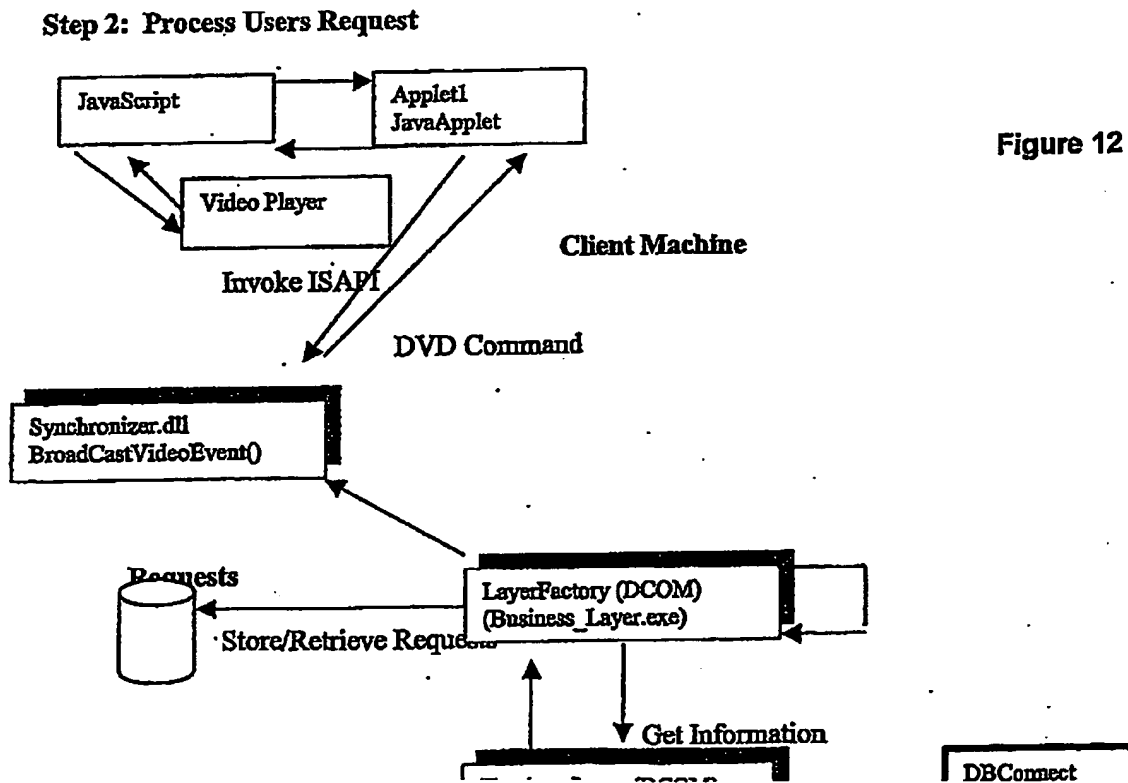 Step 2: Process Users Request
JavaScript
Applet1
JavaApplet
Figure 12
Video Player
Client Machine
Invoke ISAPI
DVD Command
Synchronizer.dll
BroadCastVideoEvent()
Requests
LayerFactory (DCOM)
(Business_Layer.exe)
Store/Retrieve Requests
Get Information
DBConnect